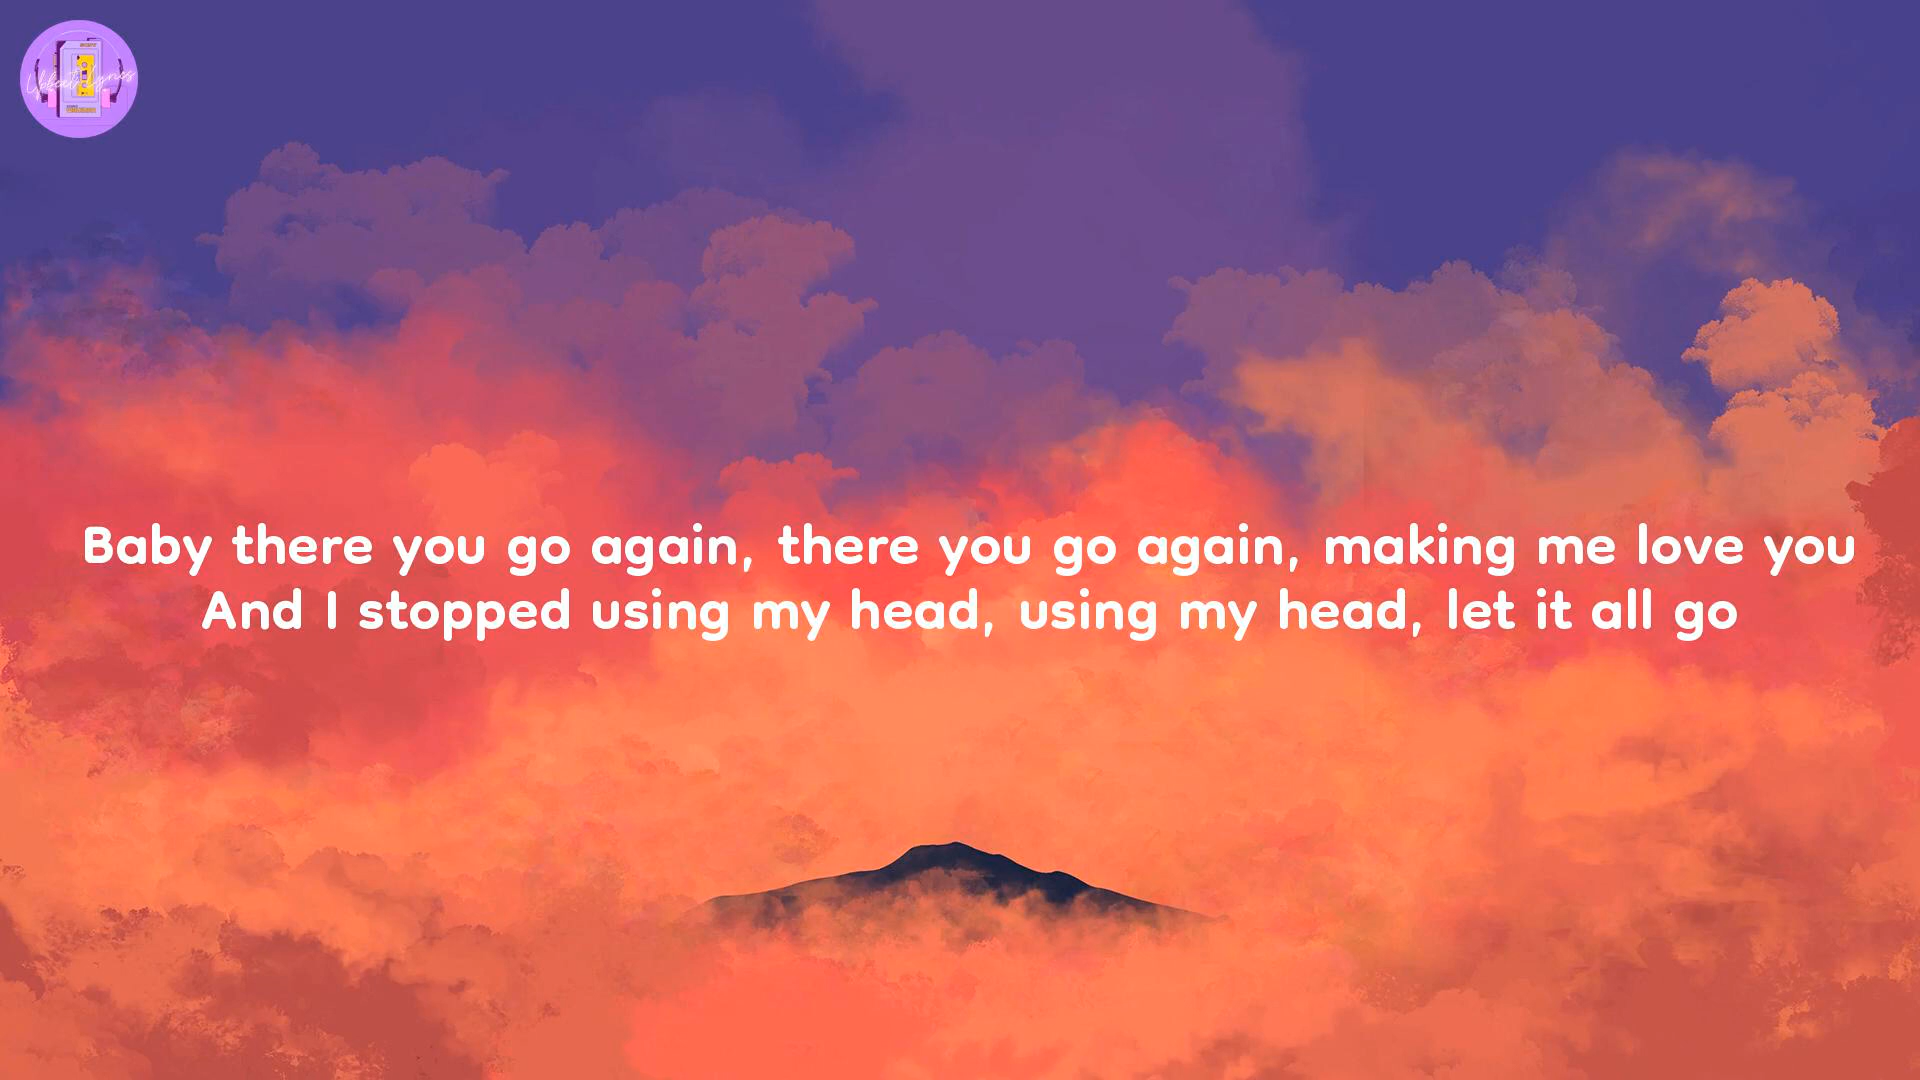 Baby there you go again, there you go again, making me love you
And I stopped using my head, using my head, let it all go